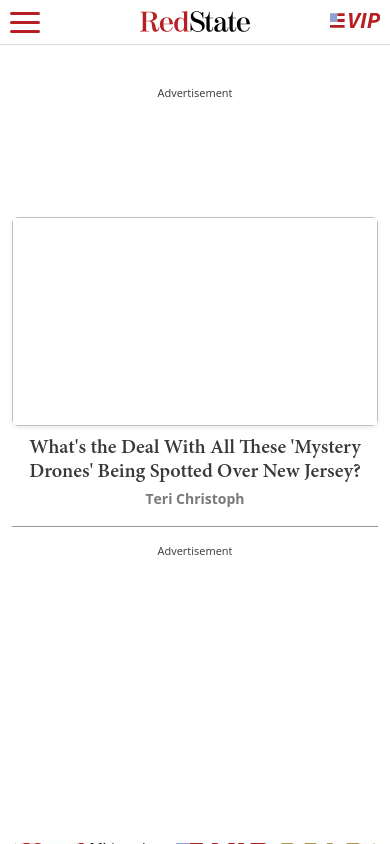 RedState
VIP
Advertisement
What's the Deal With All These 'Mystery
Drones' Being Spotted Over New Jersey?
Teri Christoph
Advertisement